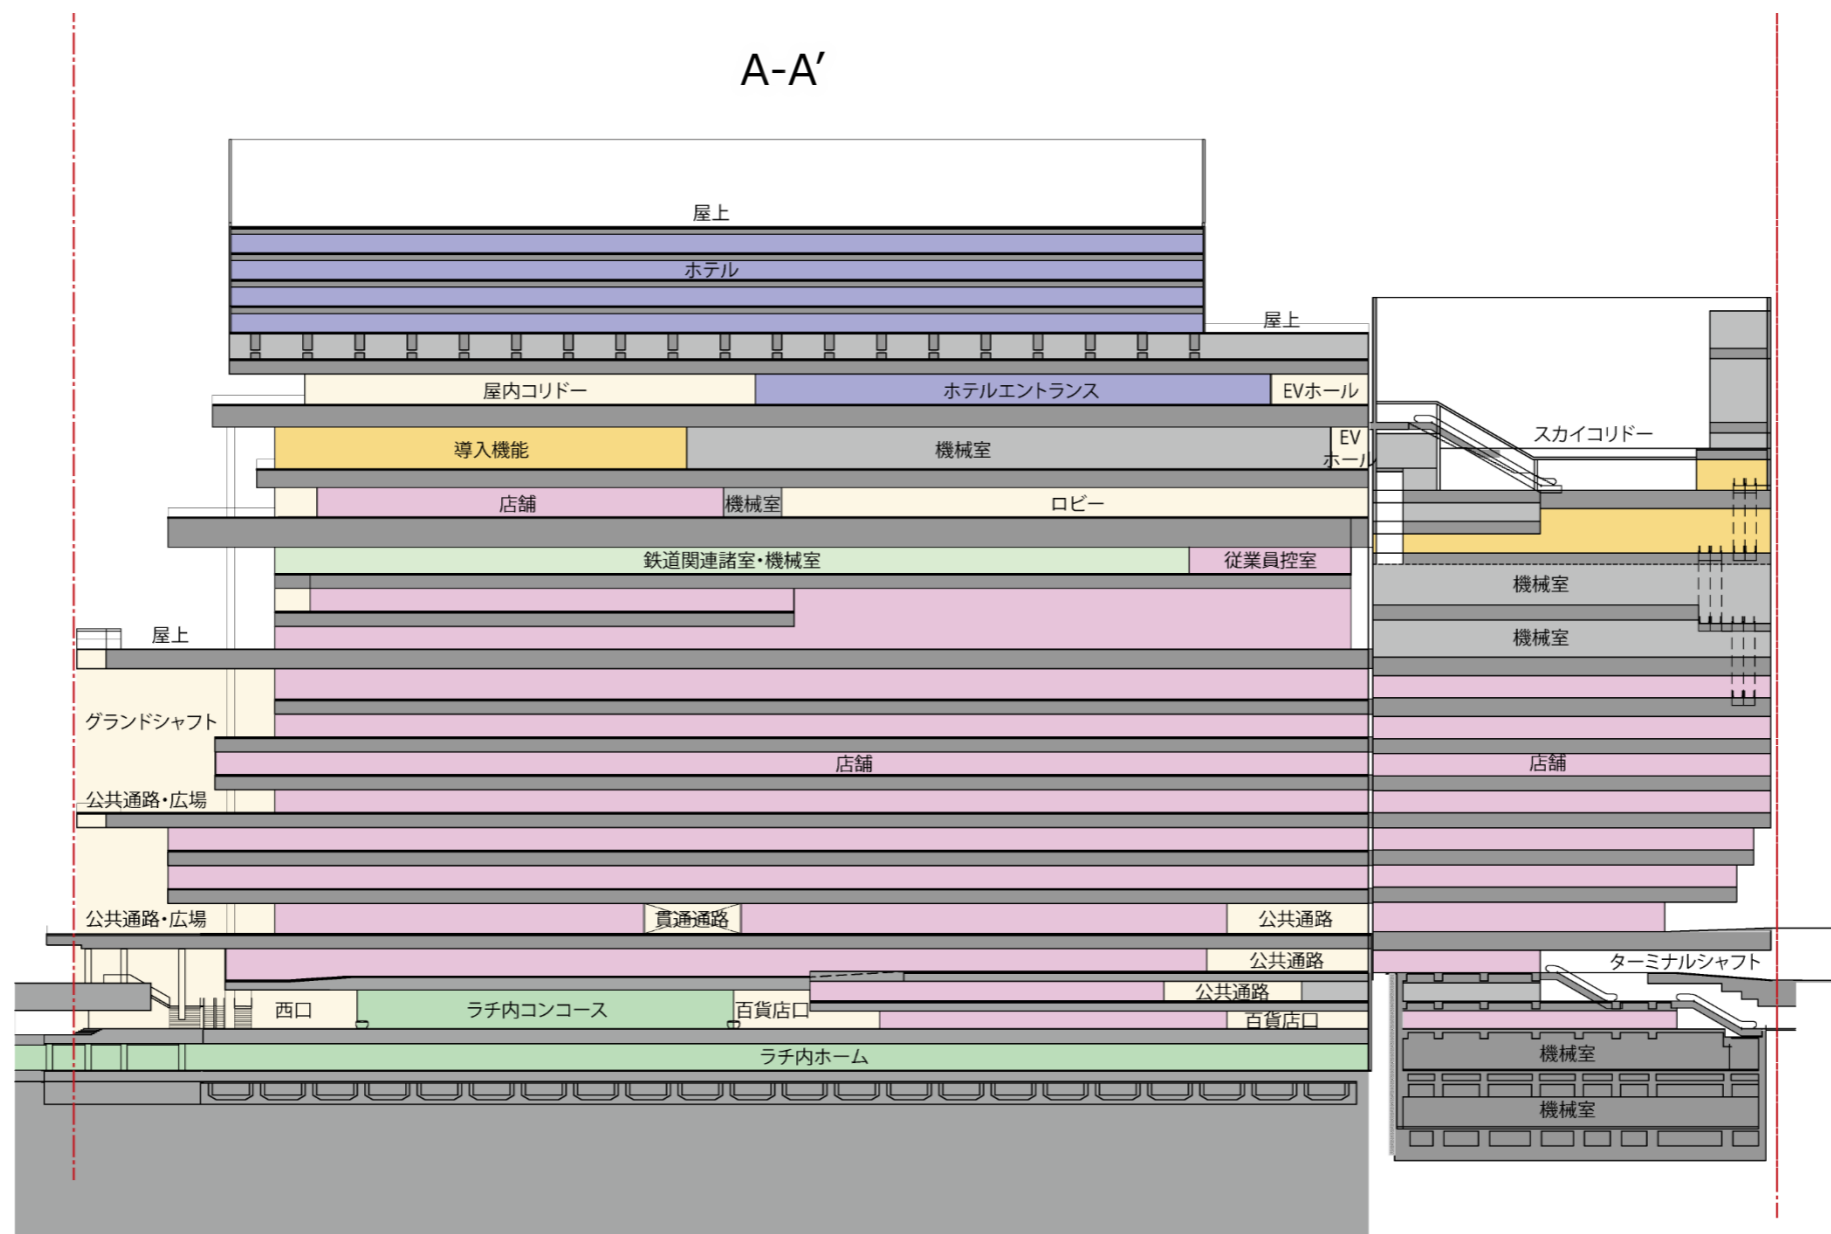 A-A′
屋上
ホテル
屋上
屋内コリドー
ホテルエントランス
EVホール
導入機能
機械室
EV
ホール
スカイコリドー
店舗
機械室
ロビー
鉄道関連諸室・機械室
従業員控室
機械室
屋上
機械室
グランドシャフト
店舗
店舗
公共通路・広場
公共通路・広場
貫通通路
公共通路
公共通路
ターミナルシャフト
公共通路
西口
ラチ内コンコース
百貨店口
百貨店口
ラチ内ホーム
機械室
機械室